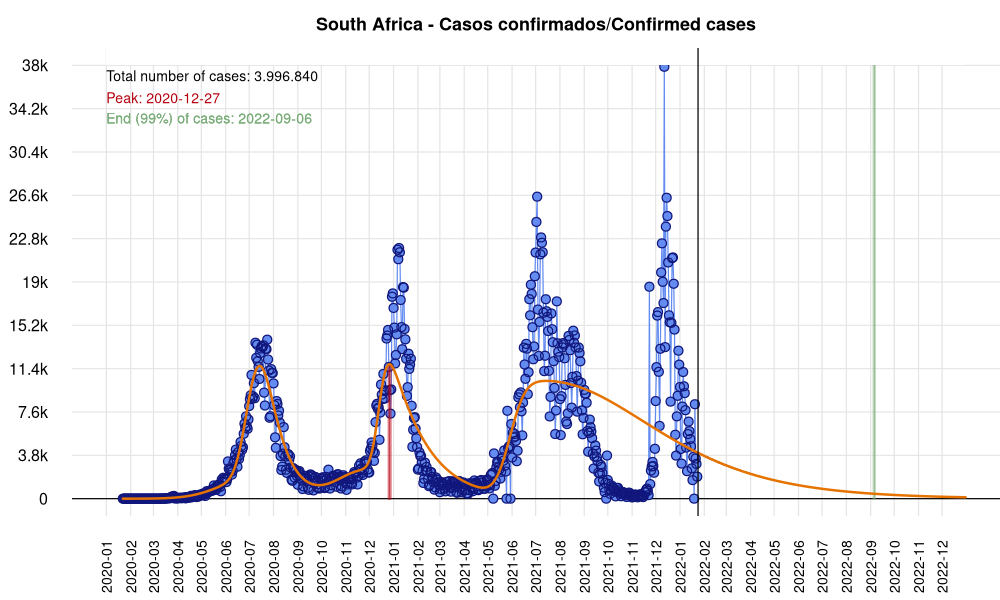 South Africa - Casos confirmados/Confirmed cases
Total number of cases: 3.996.840
Peak: 2020-12-27
End (99%) of cases: 2022-09-06
38k
34.2k
30.4k
26.6k
22.8k
19k
15.2k
11.4k
7.6k
3.8k
0
2020-01
2020-02
2020-03
2020-04
2020-05
2020-06
2020-07
2020-08
2020-09
2020-10
2020-11
2020-12
2021-01
2021-02
2021-03
2021-04
2021-05
2021-06
2021-07
2021-08
2021-09
2021-10
2021-11
2021-12
2022-01
2022-02
2022-03
2022-04
2022-05
2022-06
2022-07
2022-08
2022-09
2022-10
2022-11
2022-12